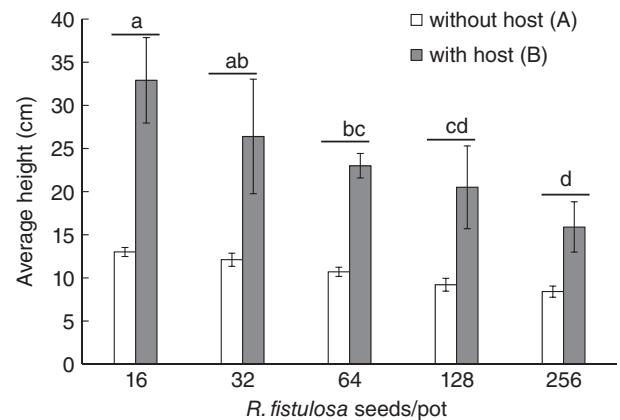 40
35
30
25
20
15
10
5
0
Average height (cm)
without host (A)
with host (B)
a
ab
bc
cd
d
16 32 64 128 256
R. fistulosa seeds/pot